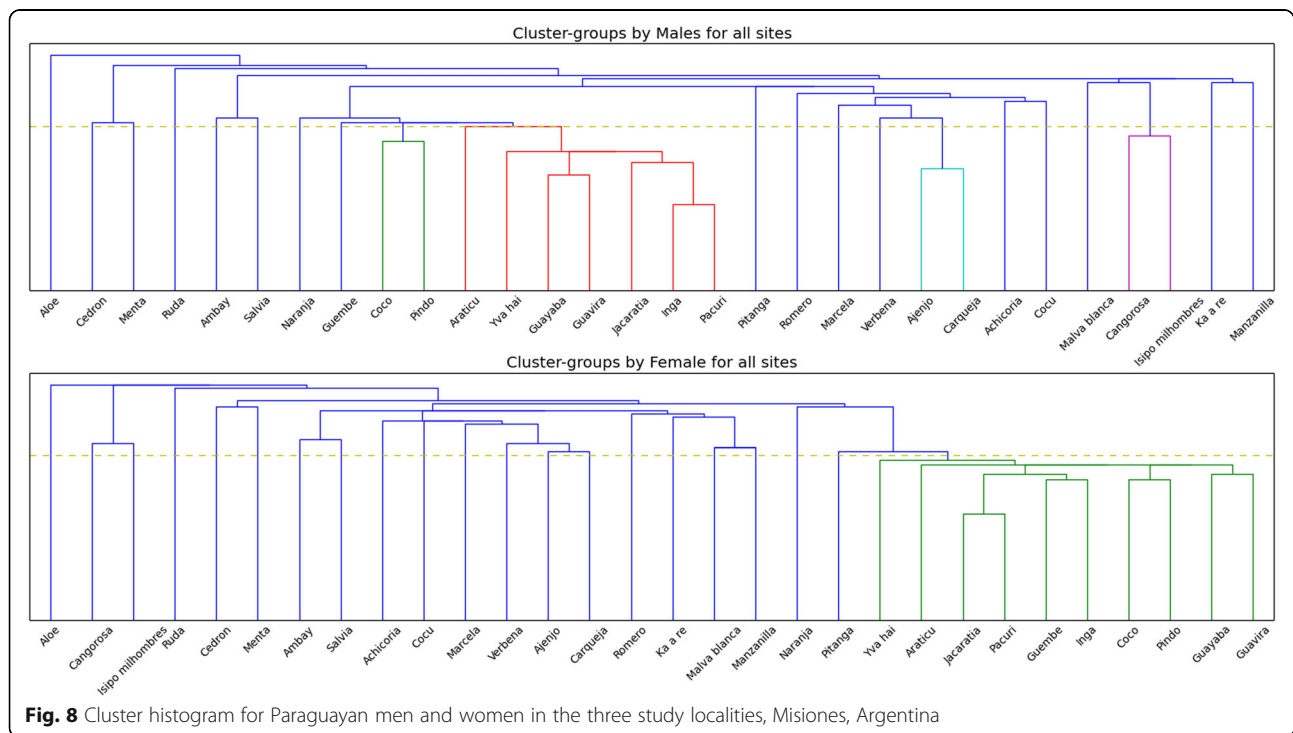 Cluster-groups by Males for all sites
Aloe Cedron Menta Ruda Ambay Salvia Naranja Guembe Coco Pindo Araticu Yva hai Guayaba Guavira Jacaratia Inga Pacuri Pitanga Romero Marcela Verbena Ajenjo Carqueja Achicoria Cocu Malva blanca Cangorosa Isipo milhombres Ka a re Manzanilla
Cluster-groups by Female for all sites
Aloe Cangorosa Isipo milhombres Ruda Cedron Menta Ambay Salvia Achicoria Cocu Marcela Verbena Ajenjo Carqueja Romero Ka a re Malva blanca Manzanilla Naranja Pitanga Yva hai Araticu Jacaratia Pacuri Guembe Inga Coco Pindo Guayaba Guavira
Fig. 8 Cluster histogram for Paraguayan men and women in the three study localities, Misiones, Argentina